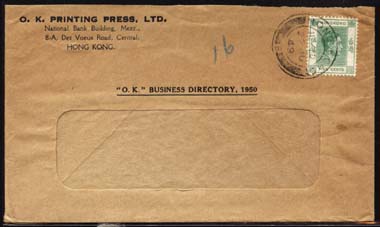 O. K. PRINTING PRESS, LTD.
National Bank Building, Mezz.,
8-A, Des Voeux Road, Central,
HONG KONG.
16
"O. K." BUSINESS DIRECTORY, 1950